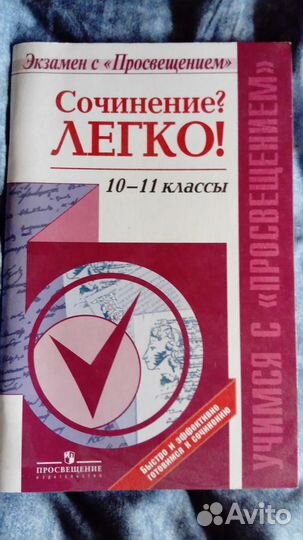 Экзамен с «Просвещением»
Сочинение?
ЛЕГКО!
10–11 классы
УЧИМСЯ С «ПРОСВЕЩЕНИЕМ»
Быстро и эффективно
готовимся к сочинению
ПРОСВЕЩЕНИЕ
ИЗДАТЕЛЬСТВО
Avito